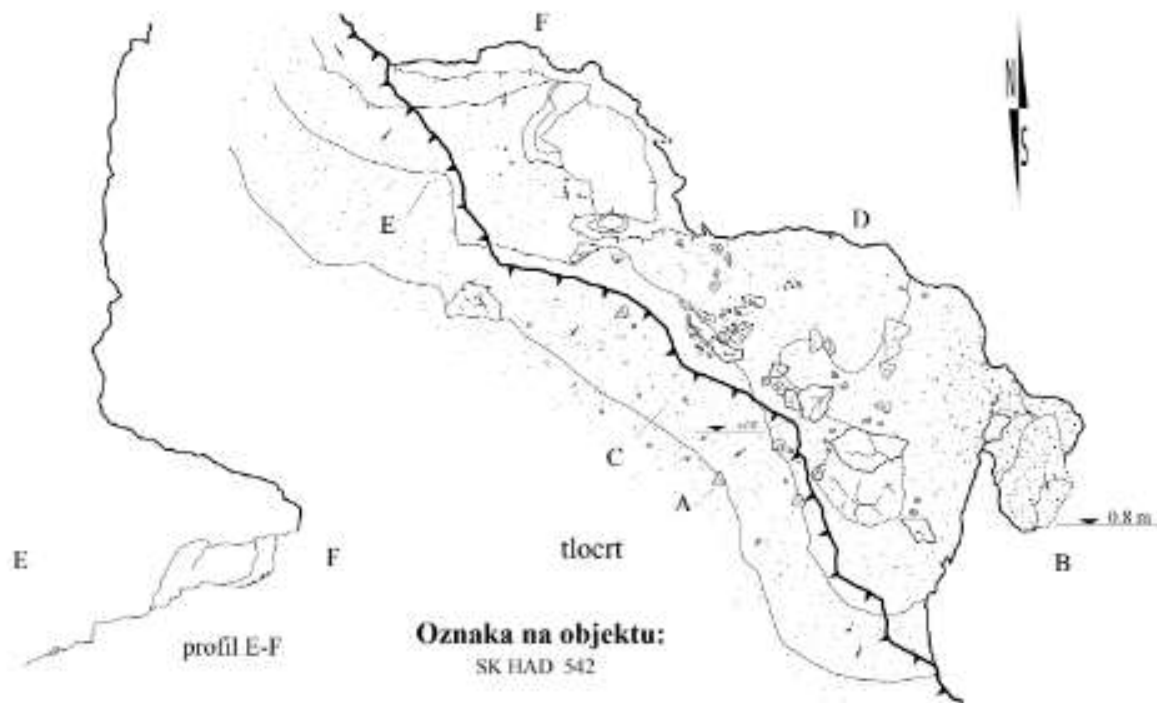 F
N
S
D
E
C
A
0.8 m
B
tlocrt
E
F
profil E-F
Oznaka na objektu:
SK HAD 542